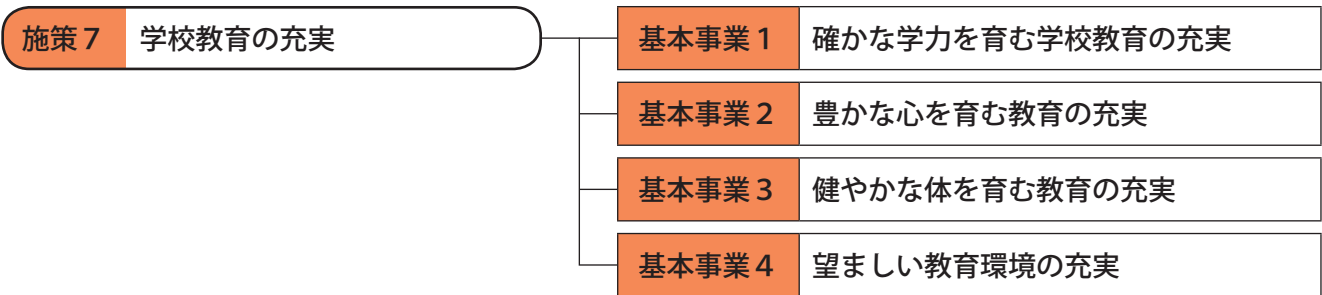 施策７ 学校教育の充実
基本事業１ 確かな学力を育む学校教育の充実
基本事業２ 豊かな心を育む教育の充実
基本事業３ 健やかな体を育む教育の充実
基本事業４ 望ましい教育環境の充実